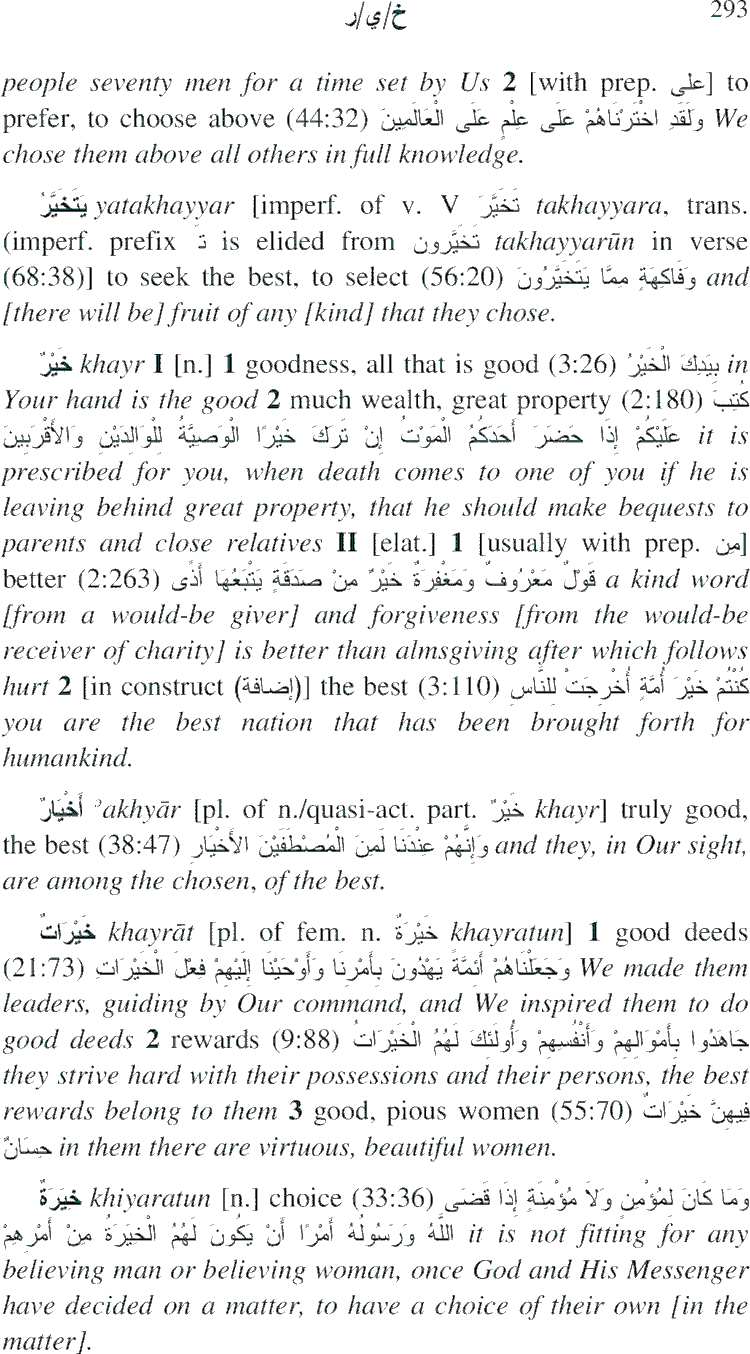 خ/ي/ر 293
people seventy men for a time set by Us 2 [with prep. على] to
prefer, to choose above (44:32) وَلَقَدِ اخْتَرْنَاهُمْ عَلَى عِلْمٍ عَلَى الْعَالَمِينَ We
chose them above all others in full knowledge.
يَتَخَيَّرُ yatakhayyar [imperf. of v. V تَخَيَّرَ takhayyara, trans.
(imperf. prefix تَـ is elided from تَخَيَّرون takhayyarūn in verse
(68:38)] to seek the best, to select (56:20) وَفَاكِهَةٍ مِمَّا يَتَخَيَّرُونَ and
[there will be] fruit of any [kind] that they chose.
خَيْرٌ khayr I [n.] 1 goodness, all that is good (3:26) بِيَدِكَ الْخَيْرُ in
Your hand is the good 2 much wealth, great property (2:180) كُتِبَ
عَلَيْكُمْ إِذَا حَضَرَ أَحَدَكُمُ الْمَوْتُ إِنْ تَرَكَ خَيْرًا الْوَصِيَّةُ لِلْوَالِدَيْنِ وَالأَقْرَبِينَ it is
prescribed for you, when death comes to one of you if he is
leaving behind great property, that he should make bequests to
parents and close relatives II [elat.] 1 [usually with prep. مِن]
better (2:263) قَوْلٌ مَعْرُوفٌ وَمَغْفِرَةٌ خَيْرٌ مِنْ صَدَقَةٍ يَتْبَعُهَا أَذًى a kind word
[from a would-be giver] and forgiveness [from the would-be
receiver of charity] is better than almsgiving after which follows
hurt 2 [in construct (إضافة)] the best (3:110) كُنْتُمْ خَيْرَ أُمَّةٍ أُخْرِجَتْ لِلنَّاسِ
you are the best nation that has been brought forth for
humankind.
أَخْيَارٌ ʾakhyār [pl. of n./quasi-act. part. خَيْرٌ khayr] truly good,
the best (38:47) وَإِنَّهُمْ عِنْدَنَا لَمِنَ الْمُصْطَفَيْنَ الأَخْيَارِ and they, in Our sight,
are among the chosen, of the best.
خَيْرَاتٌ khayrāt [pl. of fem. n. خَيْرَةٌ khayratun] 1 good deeds
(21:73) وَجَعَلْنَاهُمْ أَئِمَّةً يَهْدُونَ بِأَمْرِنَا وَأَوْحَيْنَا إِلَيْهِمْ فِعْلَ الْخَيْرَاتِ We made them
leaders, guiding by Our command, and We inspired them to do
good deeds 2 rewards (9:88) جَاهَدُوا بِأَمْوَالِهِمْ وَأَنْفُسِهِمْ وَأُولَئِكَ لَهُمُ الْخَيْرَاتُ
they strive hard with their possessions and their persons, the best
rewards belong to them 3 good, pious women (55:70) فِيهِنَّ خَيْرَاتٌ
حِسَانٌ in them there are virtuous, beautiful women.
خِيَرَةٌ khiyaratun [n.] choice (33:36) وَمَا كَانَ لِمُؤْمِنٍ وَلاَ مُؤْمِنَةٍ إِذَا قَضَى
اللَّهُ وَرَسُولُهُ أَمْرًا أَنْ يَكُونَ لَهُمُ الْخِيَرَةُ مِنْ أَمْرِهِمْ it is not fitting for any
believing man or believing woman, once God and His Messenger
have decided on a matter, to have a choice of their own [in the
matter].